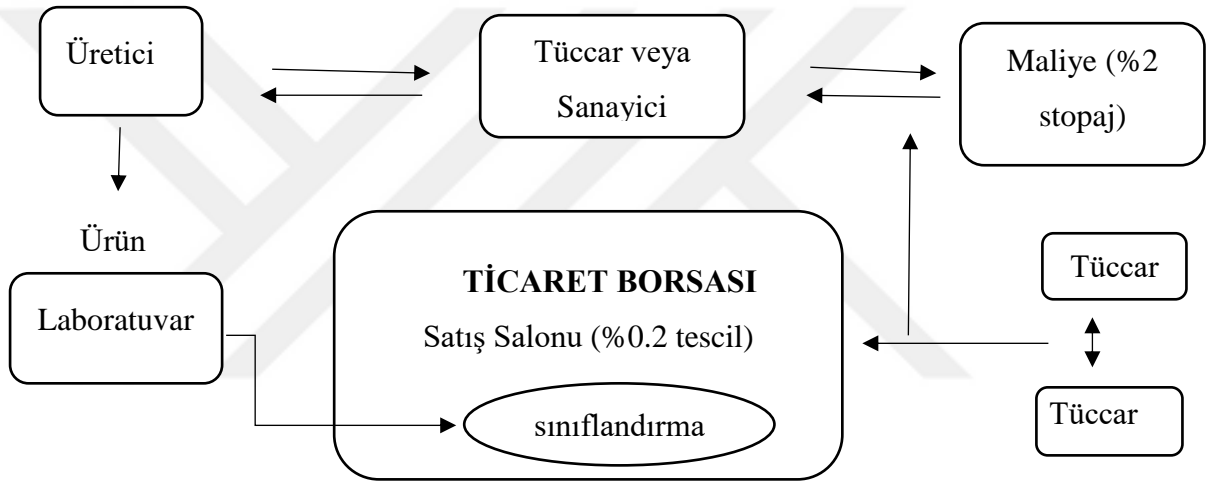 Üretici
Tüccar veya
Sanayici
Maliye (%2
stopaj)
Ürün
Laboratuvar
TİCARET BORSASI
Satış Salonu (%0.2 tescil)
sınıflandırma
Tüccar
Tüccar